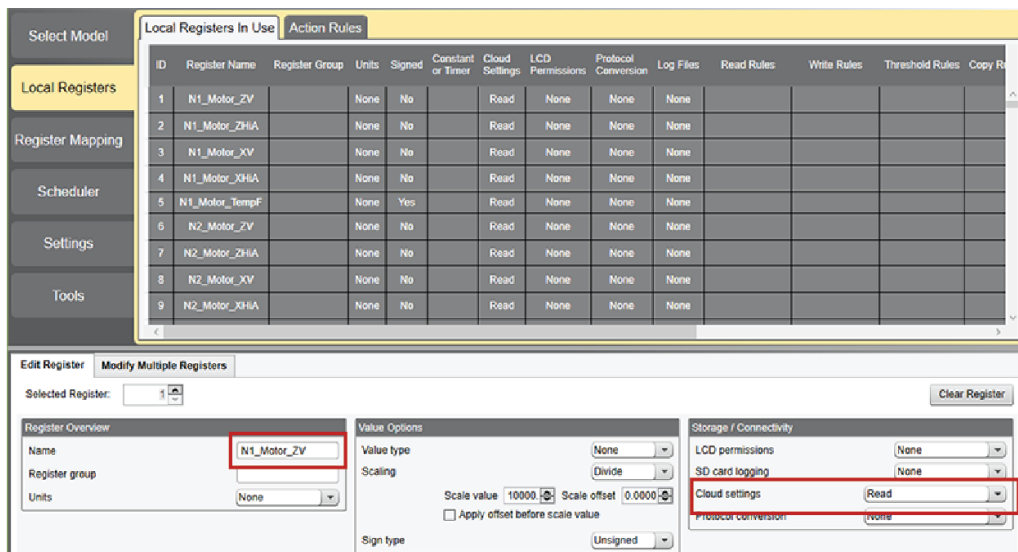 Select Model
Local Registers
Register Mapping
Scheduler
Settings
Tools
Local Registers In Use Action Rules
ID Register Name Register Group Units Signed Constant or Timer Cloud Settings LCD Permissions Protocol Conversion Log Files Read Rules Write Rules Threshold Rules Copy Ru
1 N1_Motor_ZV None No Read None None None
2 N1_Motor_ZHiA None No Read None None None
3 N1_Motor_XV None No Read None None None
4 N1_Motor_XHiA None No Read None None None
5 N1_Motor_TempF None Yes Read None None None
6 N2_Motor_ZV None No Read None None None
7 N2_Motor_ZHiA None No Read None None None
8 N2_Motor_XV None No Read None None None
9 N2_Motor_XHiA None No Read None None None
Edit Register Modify Multiple Registers
Selected Register: 1 Clear Register
Register Overview
Name N1_Motor_ZV
Register group
Units None
Value Options
Value type None
Scaling Divide
Scale value 10000. Scale offset 0.0000
Apply offset before scale value
Sign type Unsigned
Storage / Connectivity
LCD permissions None
SD card logging None
Cloud settings Read
Protocol conversion None